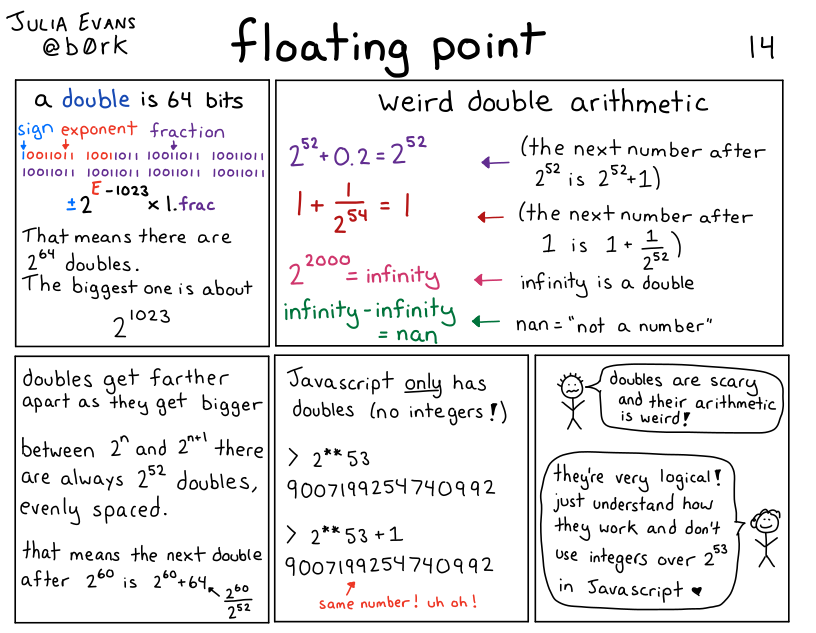 JULIA EVANS
@b0rk
floating point
14
a double is 64 bits
sign exponent fraction
10011011 10011011 10011011 10011011
10011011 10011011 10011011 10011011
±2^(E-1023) × 1.frac
That means there are
2^64 doubles.
The biggest one is about
2^1023
weird double arithmetic
2^52 + 0.2 = 2^52
(the next number after
2^52 is 2^52+1)
1 + 1/2^54 = 1
(the next number after
1 is 1 + 1/2^52)
2^2000 = infinity
infinity is a double
infinity - infinity
= nan
nan = "not a number"
doubles get farther
apart as they get bigger
between 2^n and 2^(n+1) there
are always 2^52 doubles,
evenly spaced.
that means the next double
after 2^60 is 2^60+64
2^60/2^52
Javascript only has
doubles (no integers!)
> 2**53
9007199254740992
> 2**53+1
9007199254740992
same number! uh oh!
doubles are scary
and their arithmetic
is weird!
they're very logical!
just understand how
they work and don't
use integers over 2^53
in Javascript ♥